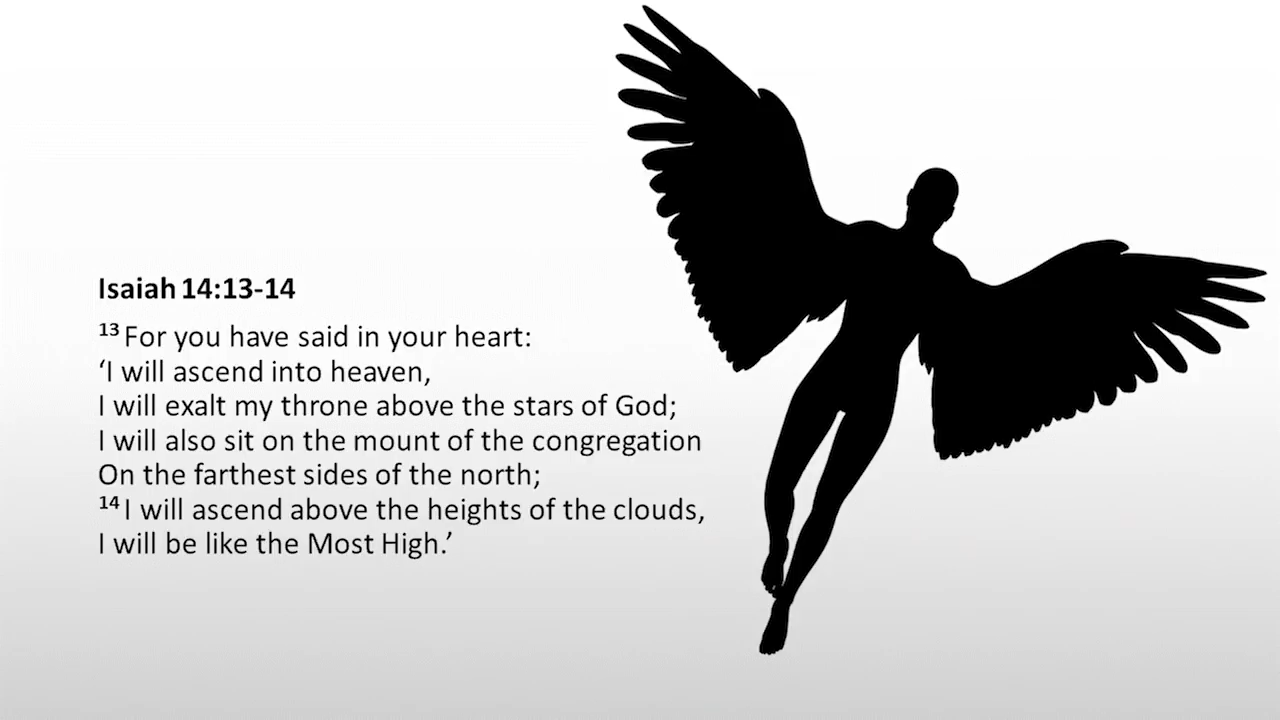 Isaiah 14:13-14
13 For you have said in your heart:
‘I will ascend into heaven,
I will exalt my throne above the stars of God;
I will also sit on the mount of the congregation
On the farthest sides of the north;
14 I will ascend above the heights of the clouds,
I will be like the Most High.’